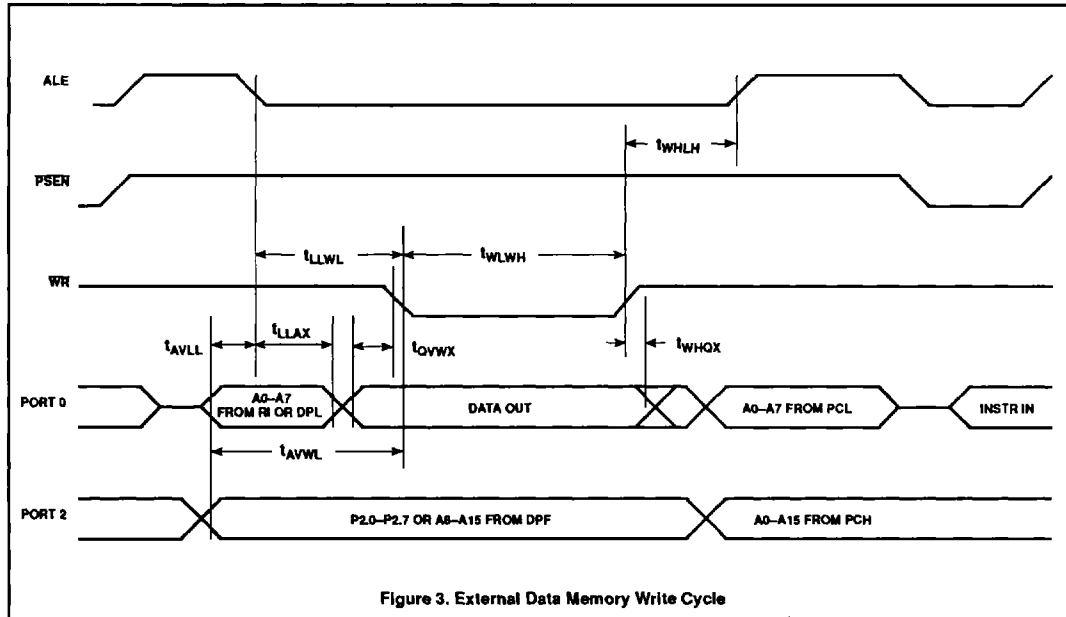 ALE
tWHLH
PSEN
tLLWL
tWLWH
WR
tAVLL
tLLAX
tQVWX
tWHQX
PORT 0
A0–A7
FROM RI OR DPL
DATA OUT
A0–A7 FROM PCL
INSTR IN
tAVWL
PORT 2
P2.0–P2.7 OR A8–A15 FROM DPF
A0–A15 FROM PCH
Figure 3. External Data Memory Write Cycle